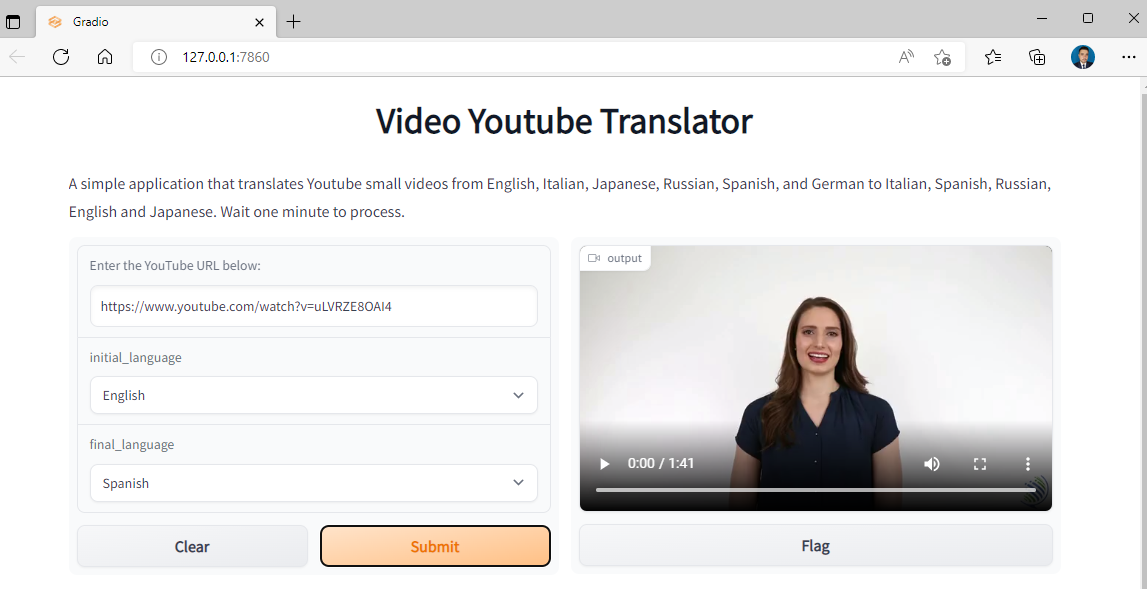 Gradio
127.0.0.1:7860
Video Youtube Translator
A simple application that translates Youtube small videos from English, Italian, Japanese, Russian, Spanish, and German to Italian, Spanish, Russian,
English and Japanese. Wait one minute to process.
Enter the YouTube URL below:
https://www.youtube.com/watch?v=uLVRZE8OAI4
initial_language
English
final_language
Spanish
Clear
Submit
output
0:00 / 1:41
Flag